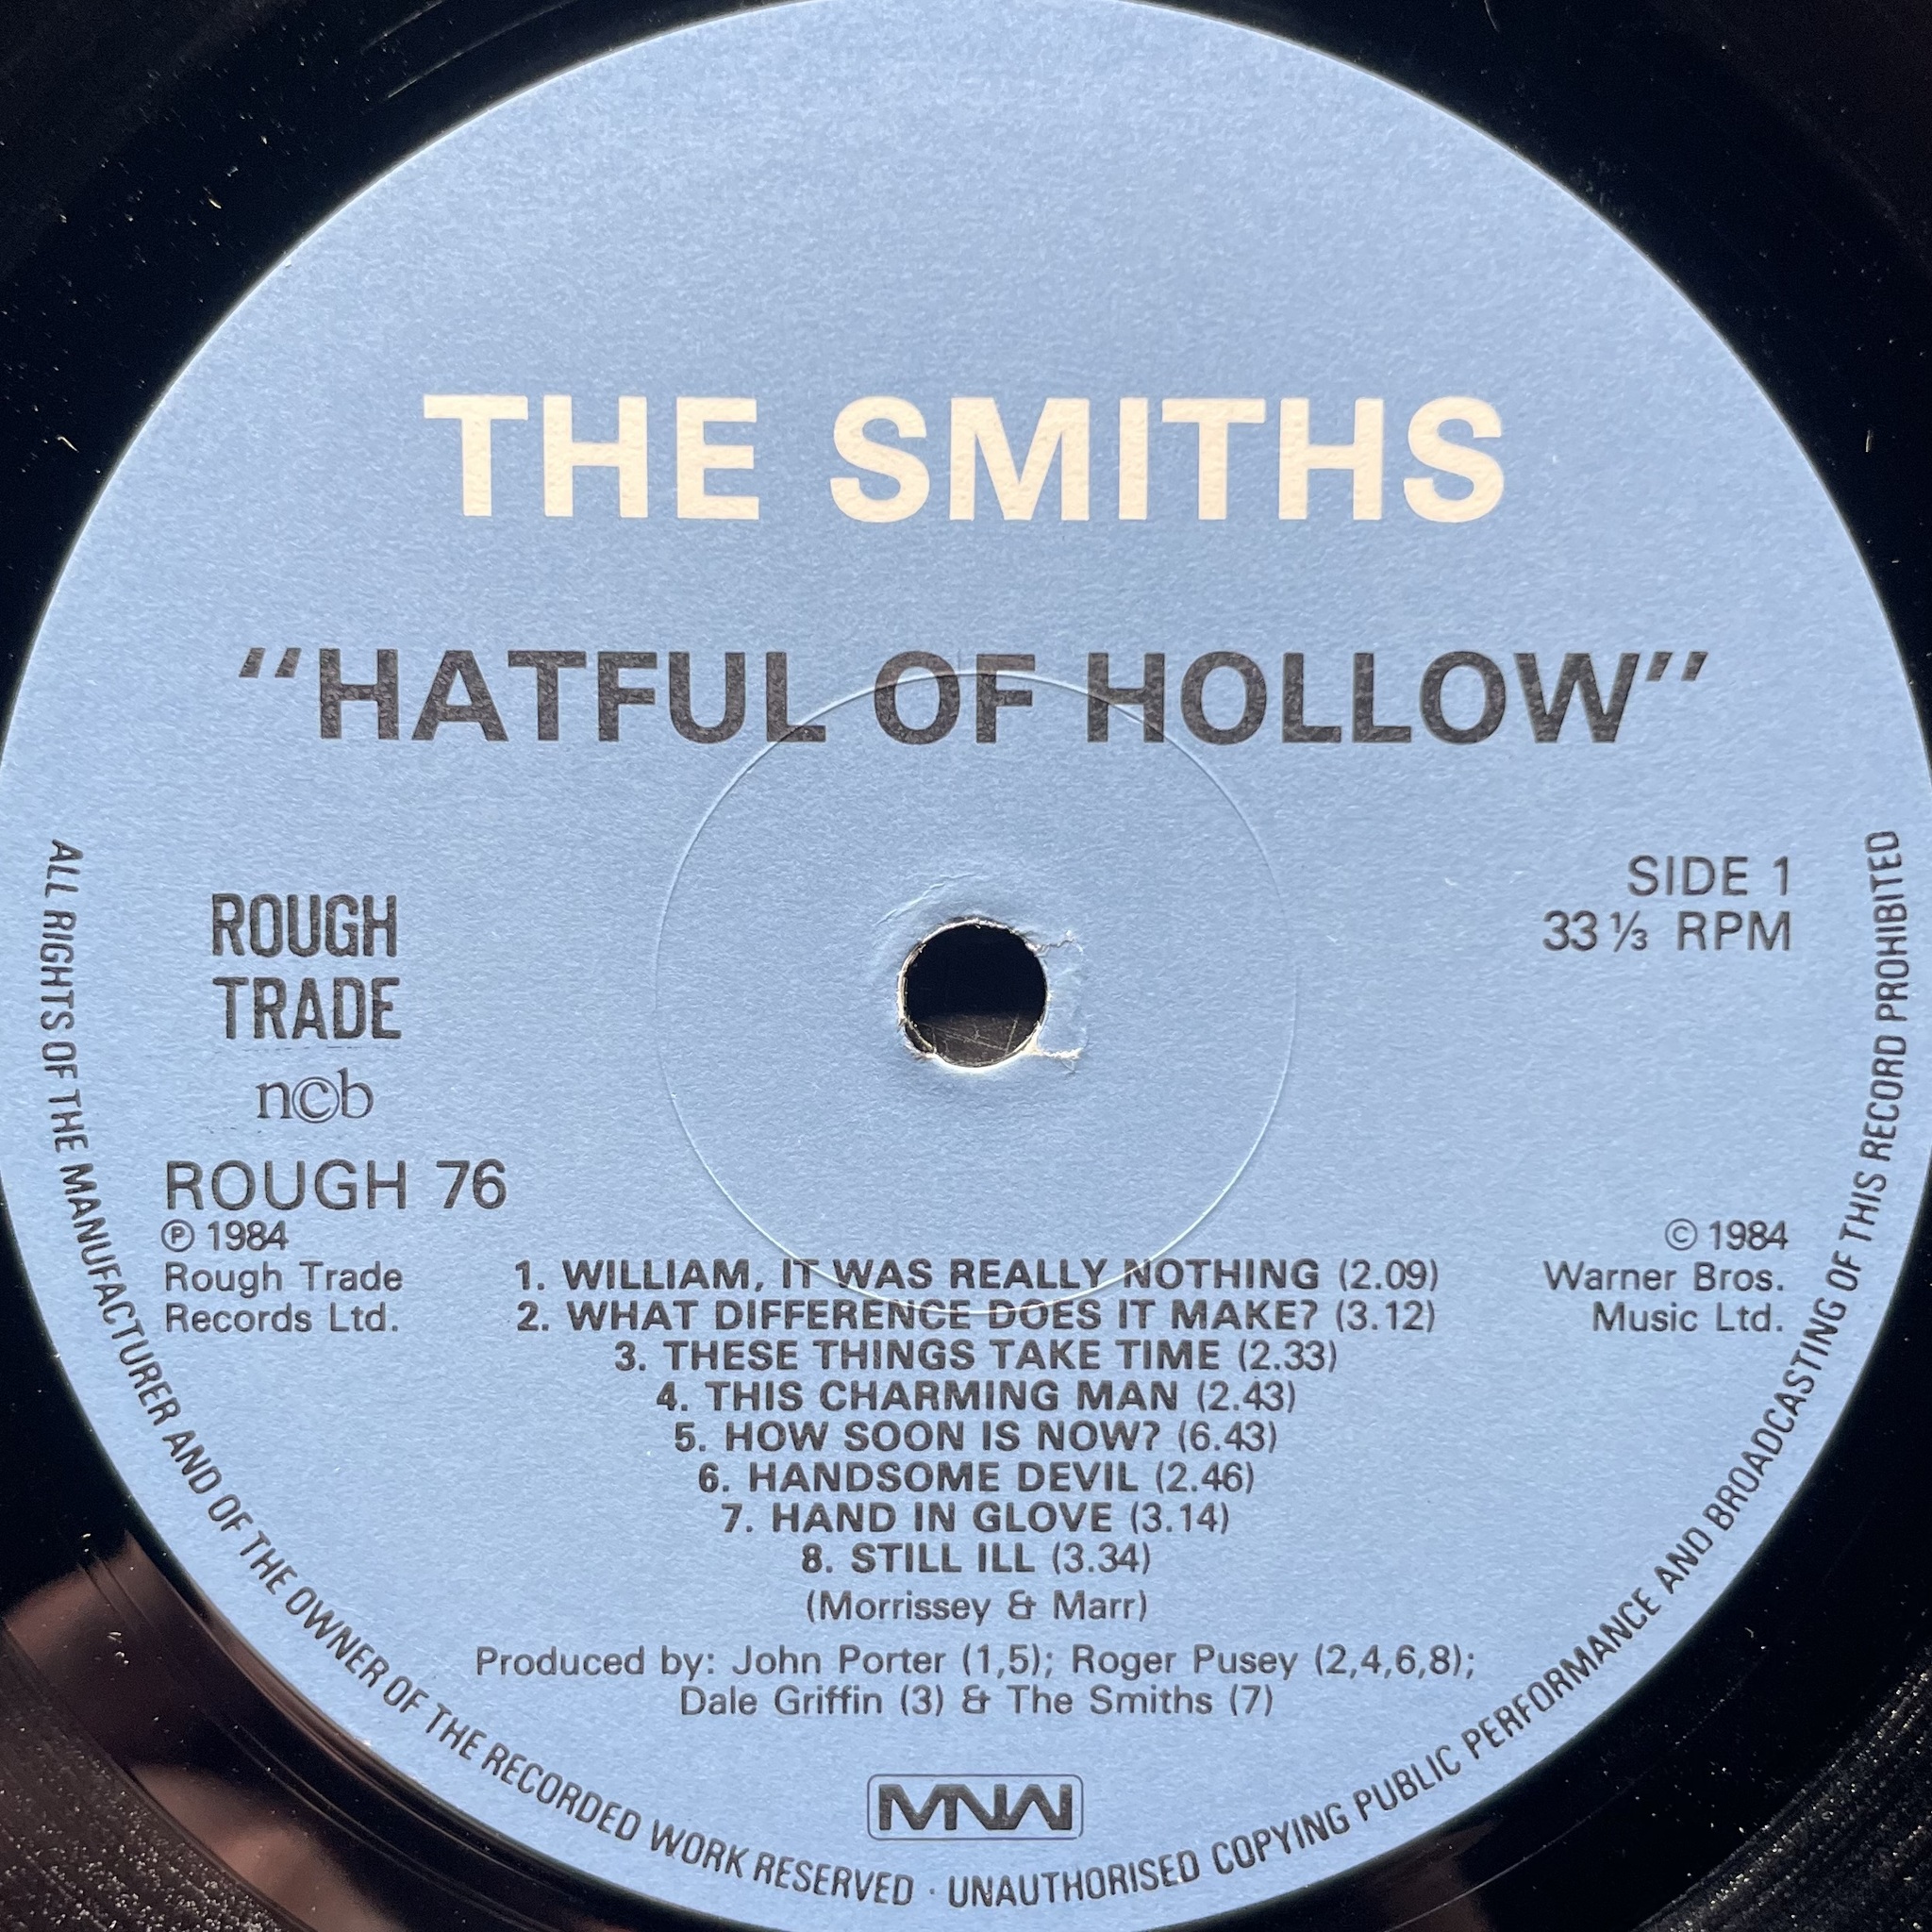 THE SMITHS
“HATFUL OF HOLLOW”
SIDE 1
33⅓ RPM
ROUGH
TRADE
n©b
ROUGH 76
℗ 1984
Rough Trade
Records Ltd.
© 1984
Warner Bros.
Music Ltd.
1. WILLIAM, IT WAS REALLY NOTHING (2.09)
2. WHAT DIFFERENCE DOES IT MAKE? (3.12)
3. THESE THINGS TAKE TIME (2.33)
4. THIS CHARMING MAN (2.43)
5. HOW SOON IS NOW? (6.43)
6. HANDSOME DEVIL (2.46)
7. HAND IN GLOVE (3.14)
8. STILL ILL (3.34)
(Morrissey & Marr)
Produced by: John Porter (1,5); Roger Pusey (2,4,6,8);
Dale Griffin (3) & The Smiths (7)
MNW
ALL RIGHTS OF THE MANUFACTURER AND OF THE OWNER OF THE RECORDED WORK RESERVED · UNAUTHORISED COPYING PUBLIC PERFORMANCE AND BROADCASTING OF THIS RECORD PROHIBITED